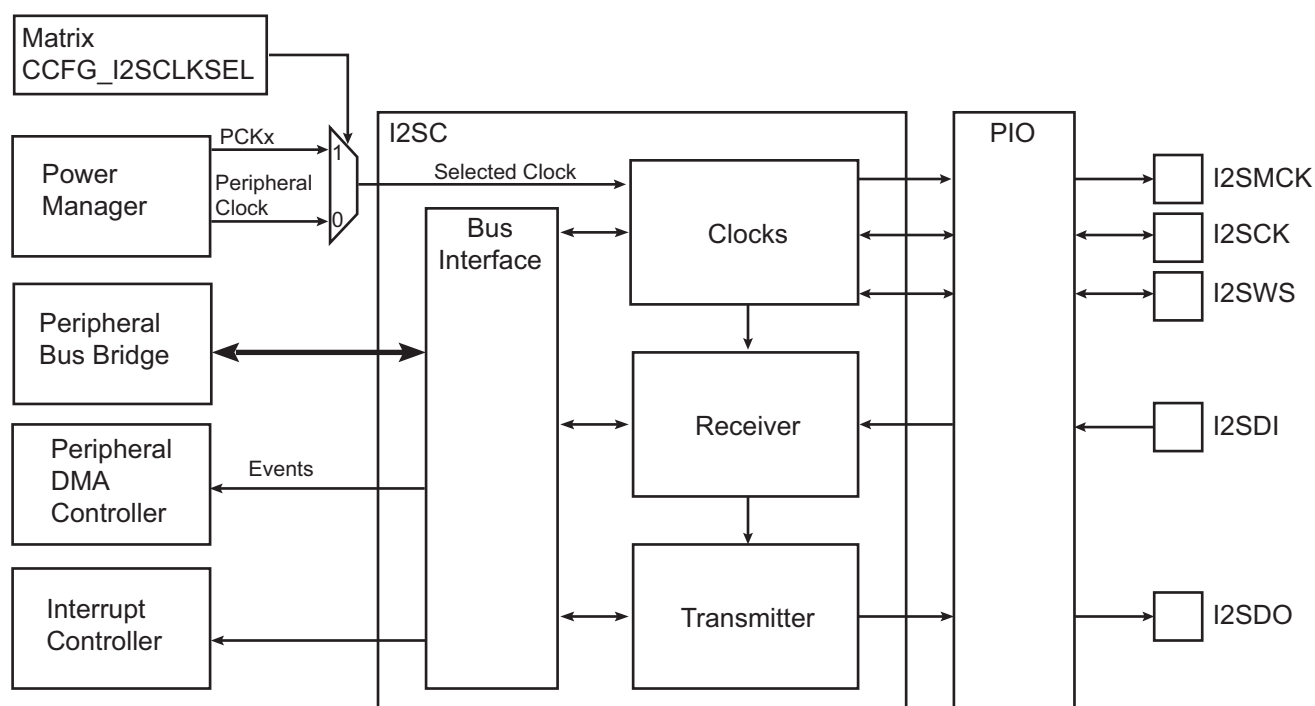 Matrix
CCFG_I2SCLKSEL
Power
Manager
PCKx
Peripheral
Clock
1
0
I2SC
Selected Clock
Bus
Interface
Clocks
PIO
I2SMCK
I2SCK
I2SWS
Peripheral
Bus Bridge
Receiver
I2SDI
Peripheral
DMA
Controller
Events
Interrupt
Controller
Transmitter
I2SDO